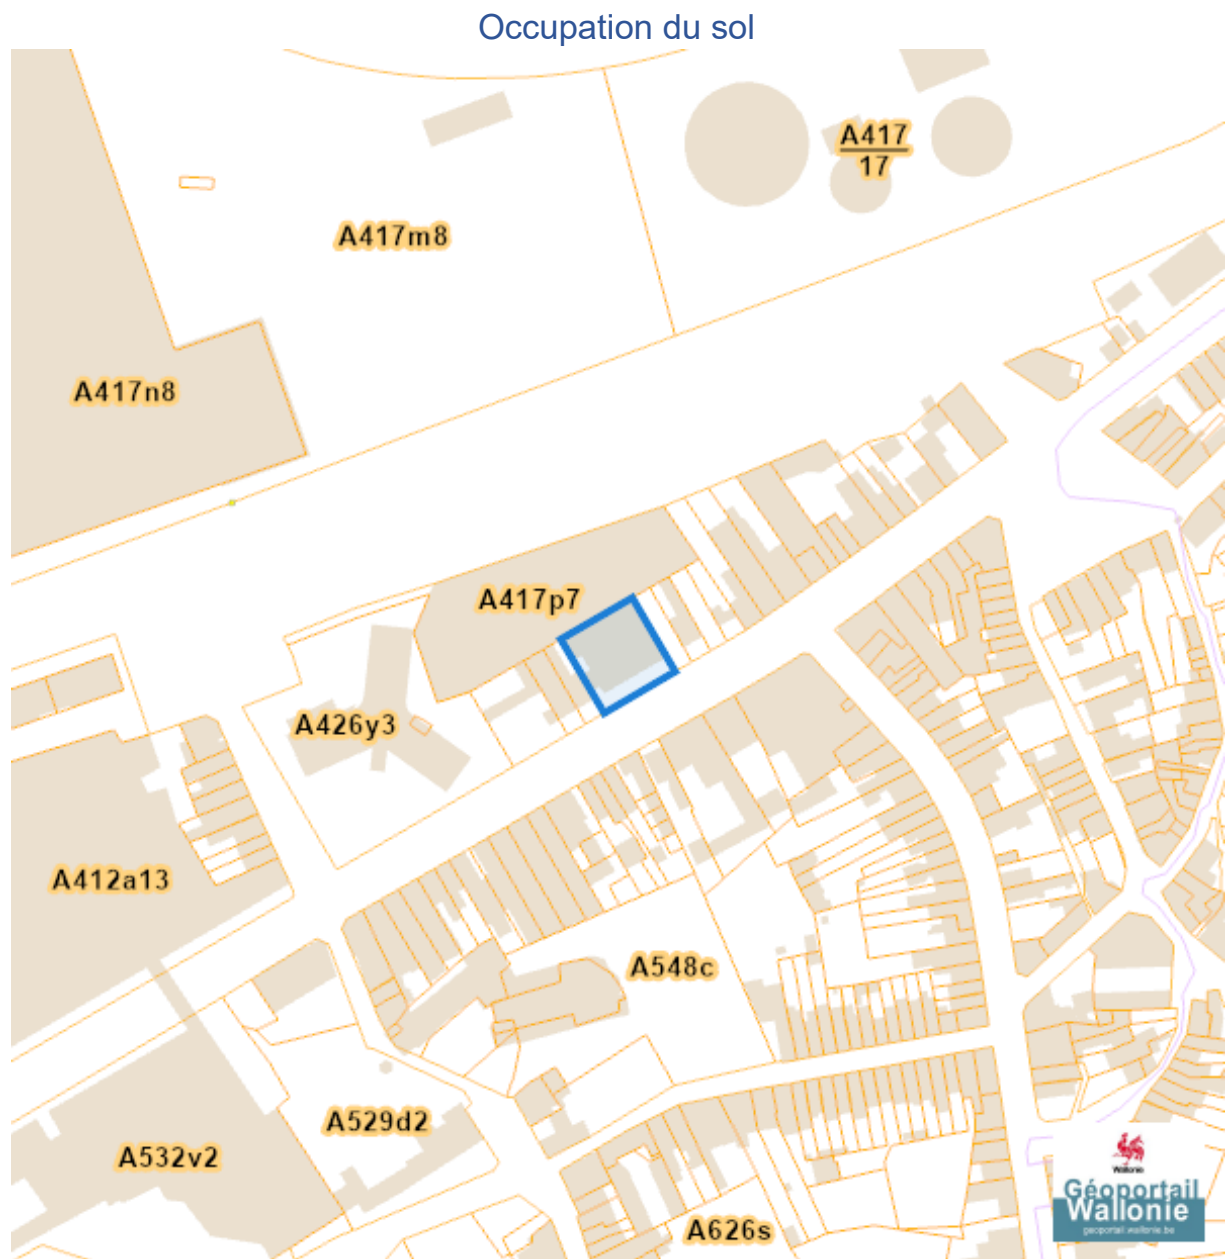 Occupation du sol
A417
17
A417m8
A417n8
A417p7
A426y3
A412a13
A548c
A529d2
A532v2
A626s
Wallonie
Géoportail
Wallonie
geoportail.wallonie.be